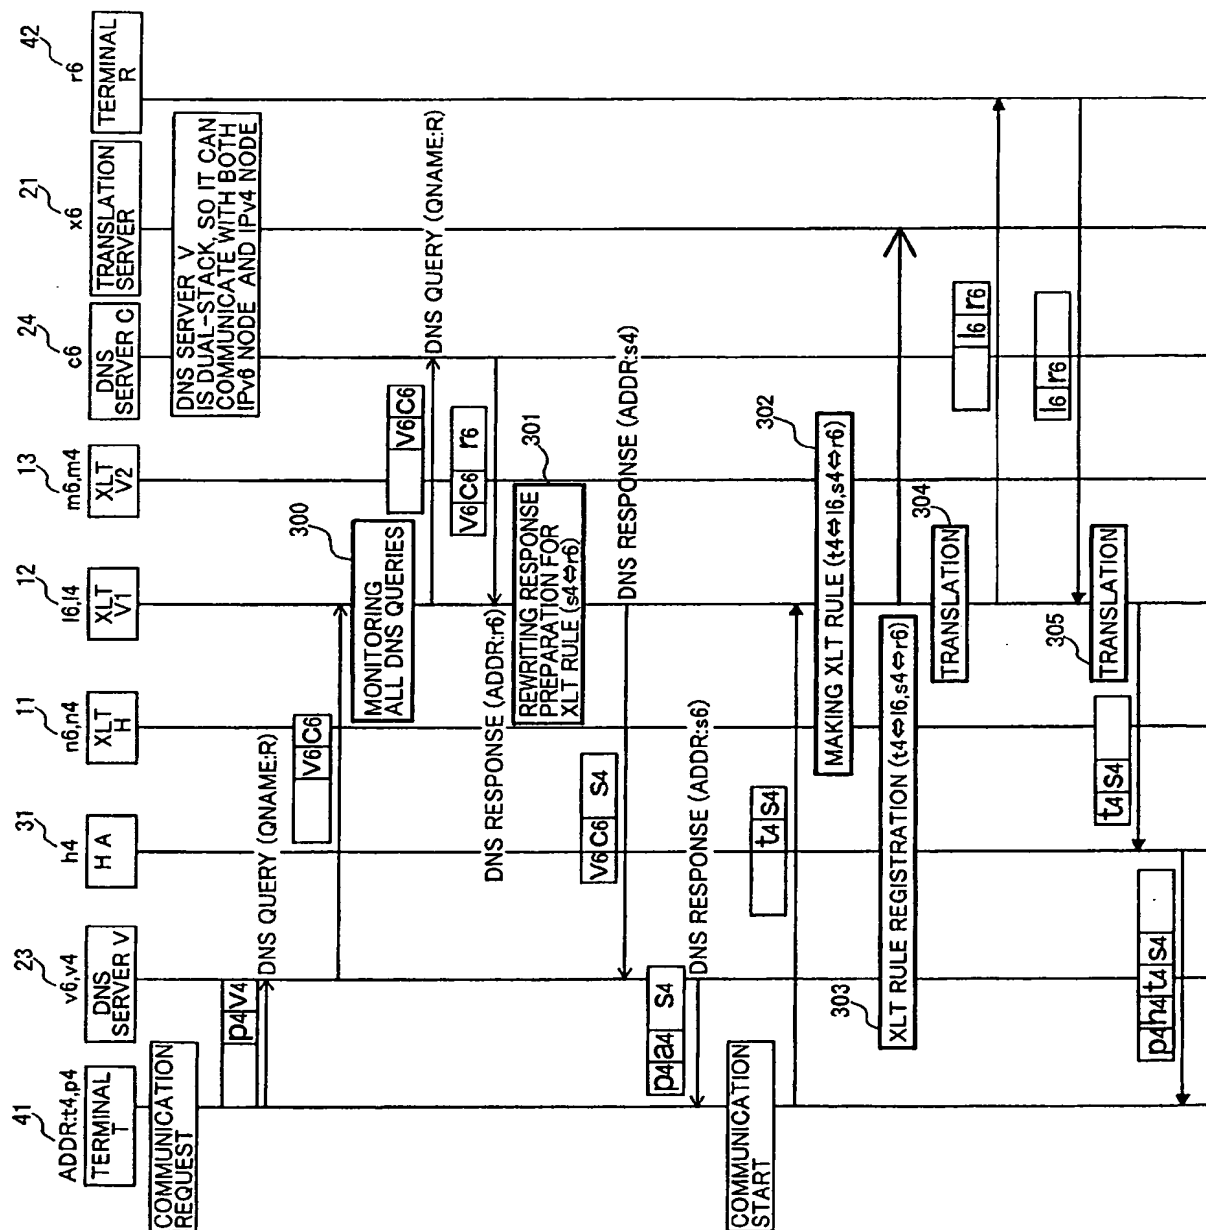 41
ADDR:t4,p4
TERMINAL
T
23
v6,v4
DNS
SERVER V
31
h4
H A
11
n6,n4
XLT
H
12
l6,l4
XLT
V1
13
m6,m4
XLT
V2
24
c6
DNS
SERVER C
21
x6
TRANSLATION
SERVER
42
r6
TERMINAL
R
COMMUNICATION
REQUEST
DNS SERVER V
IS DUAL-STACK, SO IT CAN
COMMUNICATE WITH BOTH
IPv6 NODE AND IPv4 NODE
p4 v4
DNS QUERY (QNAME:R)
v6 c6
300
MONITORING
ALL DNS QUERIES
v6 c6
DNS QUERY (QNAME:R)
v6 c6 r6
DNS RESPONSE (ADDR:r6)
301
REWRITING RESPONSE
PREPARATION FOR
XLT RULE (s4⇔r6)
v6 c6 s4
DNS RESPONSE (ADDR:s4)
p4 a4 s4
DNS RESPONSE (ADDR:s6)
COMMUNICATION
START
t4 s4
302
MAKING XLT RULE (t4⇔l6,s4⇔r6)
303
XLT RULE REGISTRATION (t4⇔l6,s4⇔r6)
304
TRANSLATION
l6 r6
l6 r6
305
TRANSLATION
t4 s4
p4 h4 t4 s4